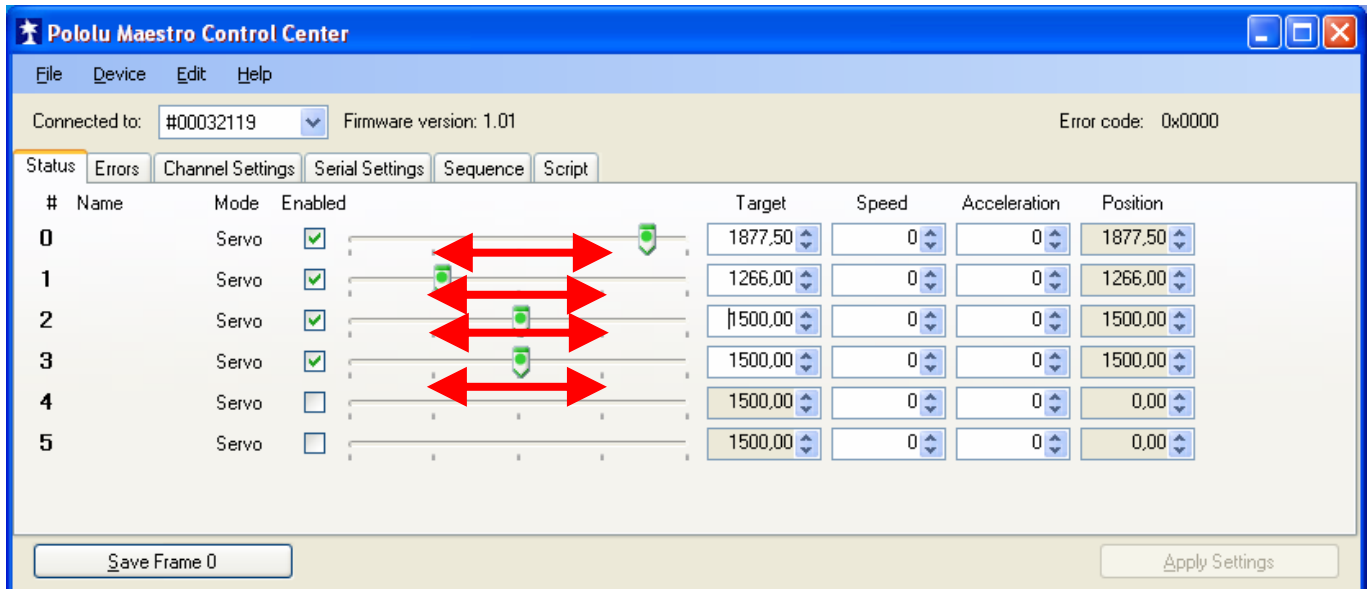 Pololu Maestro Control Center
File Device Edit Help
Connected to: #00032119 Firmware version: 1.01 Error code: 0x0000
Status Errors Channel Settings Serial Settings Sequence Script
# Name Mode Enabled Target Speed Acceleration Position
0 Servo 1877,50 0 0 1877,50
1 Servo 1266,00 0 0 1266,00
2 Servo 1500,00 0 0 1500,00
3 Servo 1500,00 0 0 1500,00
4 Servo 1500,00 0 0 0,00
5 Servo 1500,00 0 0 0,00
Save Frame 0 Apply Settings